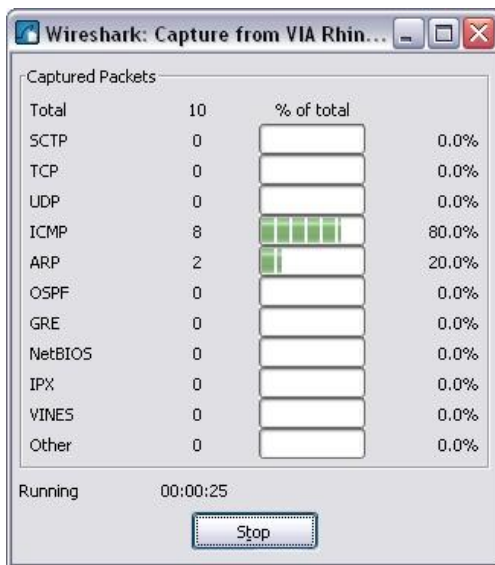 Wireshark: Capture from VIA Rhin...
Captured Packets
Total 10 % of total
SCTP 0 0.0%
TCP 0 0.0%
UDP 0 0.0%
ICMP 8 80.0%
ARP 2 20.0%
OSPF 0 0.0%
GRE 0 0.0%
NetBIOS 0 0.0%
IPX 0 0.0%
VINES 0 0.0%
Other 0 0.0%
Running 00:00:25
Stop